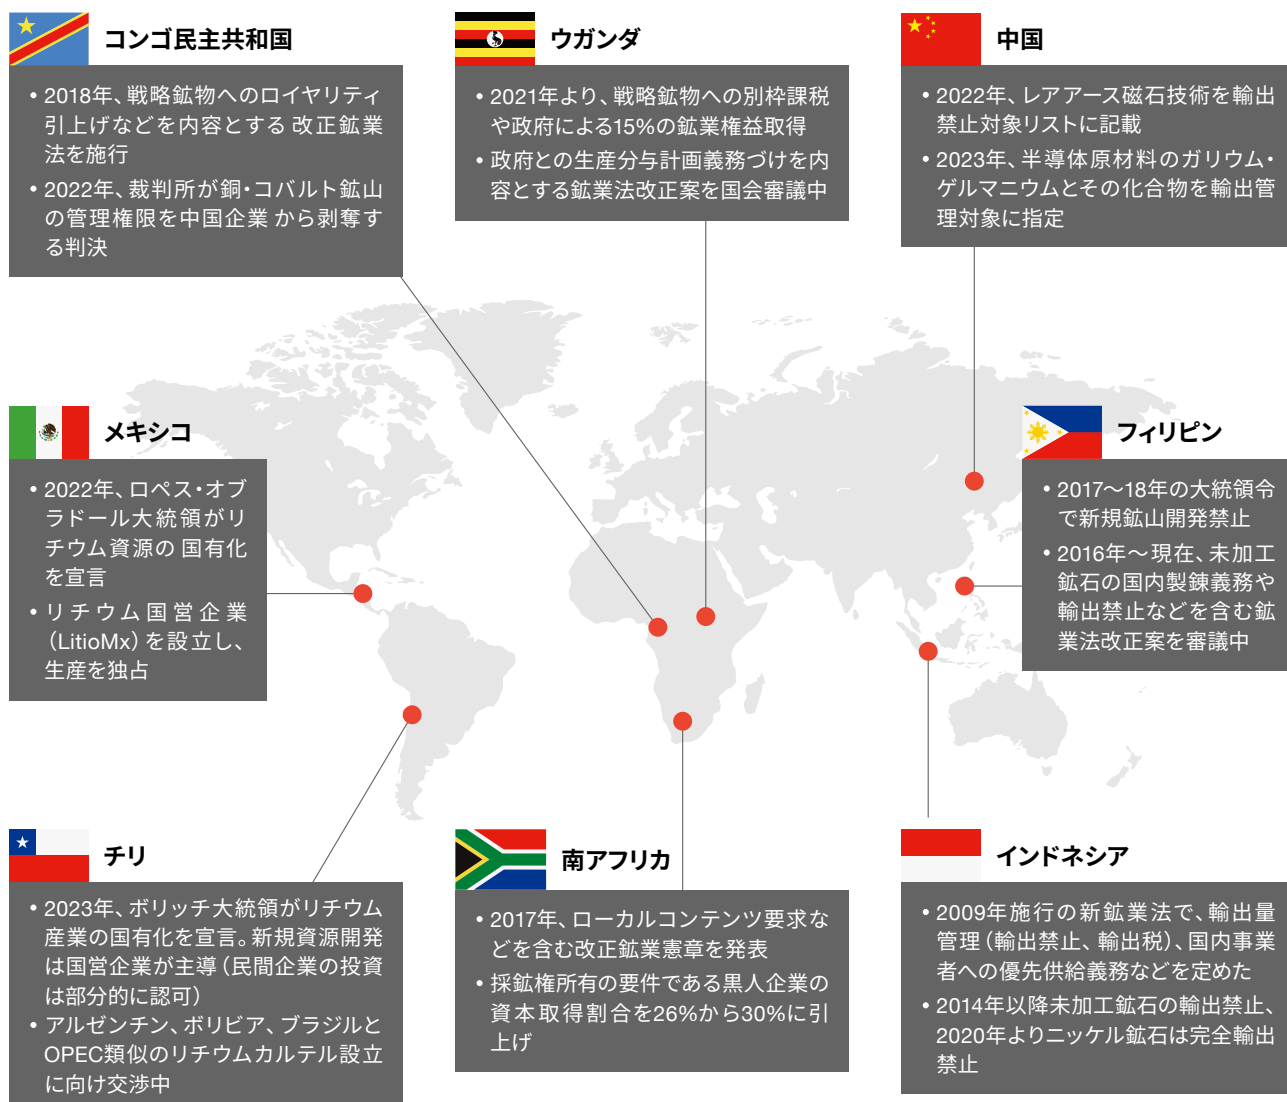 コンゴ民主共和国
• 2018年、戦略鉱物へのロイヤリティ
引上げなどを内容とする改正鉱業
法を施行
• 2022年、裁判所が銅・コバルト鉱山
の管理権限を中国企業から剥奪す
る判決
ウガンダ
• 2021年より、戦略鉱物への別枠課税
や政府による15%の鉱業権益取得
• 政府との生産分与計画義務づけを内
容とする鉱業法改正案を国会審議中
中国
• 2022年、レアアース磁石技術を輸出
禁止対象リストに記載
• 2023年、半導体原材料のガリウム・
ゲルマニウムとその化合物を輸出管
理対象に指定
メキシコ
• 2022年、ロペス・オブ
ラドール大統領がリ
チウム資源の国有化
を宣言
• リチウム国営企業
（LitioMx）を設立し、
生産を独占
フィリピン
• 2017～18年の大統領令
で新規鉱山開発禁止
• 2016年～現在、未加工
鉱石の国内製錬義務や
輸出禁止などを含む鉱
業法改正案を審議中
チリ
• 2023年、ボリッチ大統領がリチウム
産業の国有化を宣言。新規資源開発
は国営企業が主導（民間企業の投資
は部分的に認可）
• アルゼンチン、ボリビア、ブラジルと
OPEC類似のリチウムカルテル設立
に向け交渉中
南アフリカ
• 2017年、ローカルコンテンツ要求な
どを含む改正鉱業憲章を発表
• 採鉱権所有の要件である黒人企業の
資本取得割合を26%から30%に引
上げ
インドネシア
• 2009年施行の新鉱業法で、輸出量
管理（輸出禁止、輸出税）、国内事業
者への優先供給義務などを定めた
• 2014年以降未加工鉱石の輸出禁止、
2020年よりニッケル鉱石は完全輸出
禁止